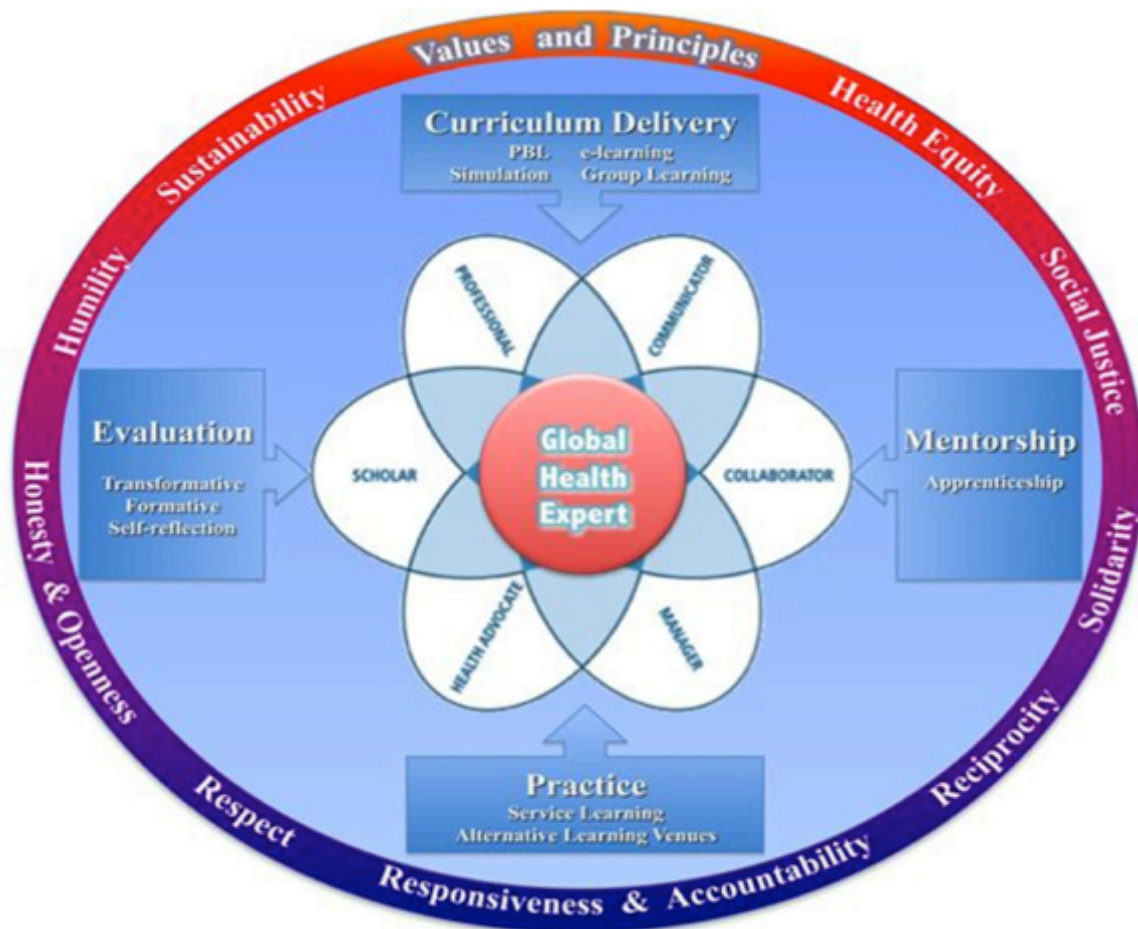 Values and Principles
Health Equity
Social Justice
Solidarity
Reciprocity
Responsiveness & Accountability
Respect
Honesty & Openness
Humility
Sustainability
Curriculum Delivery
PBL e-learning
Simulation Group Learning
PROFESSIONAL
COMMUNICATOR
Evaluation
Transformative
Formative
Self-reflection
SCHOLAR
Global
Health
Expert
COLLABORATOR
Mentorship
Apprenticeship
HEALTH ADVOCATE
MANAGER
Practice
Service Learning
Alternative Learning Venues